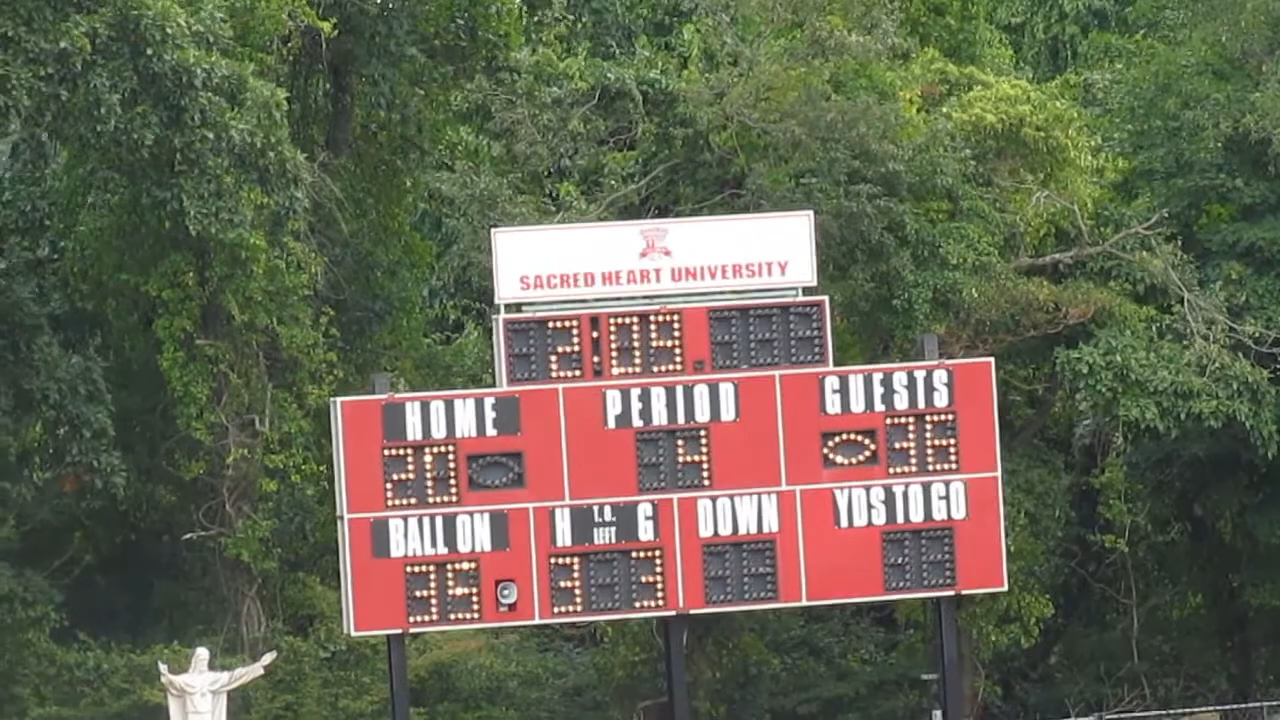 SACRED HEART UNIVERSITY
2:09
HOME PERIOD GUESTS
20 4 36
BALL ON H T.O. LEFT G DOWN YDS TO GO
35 3 3